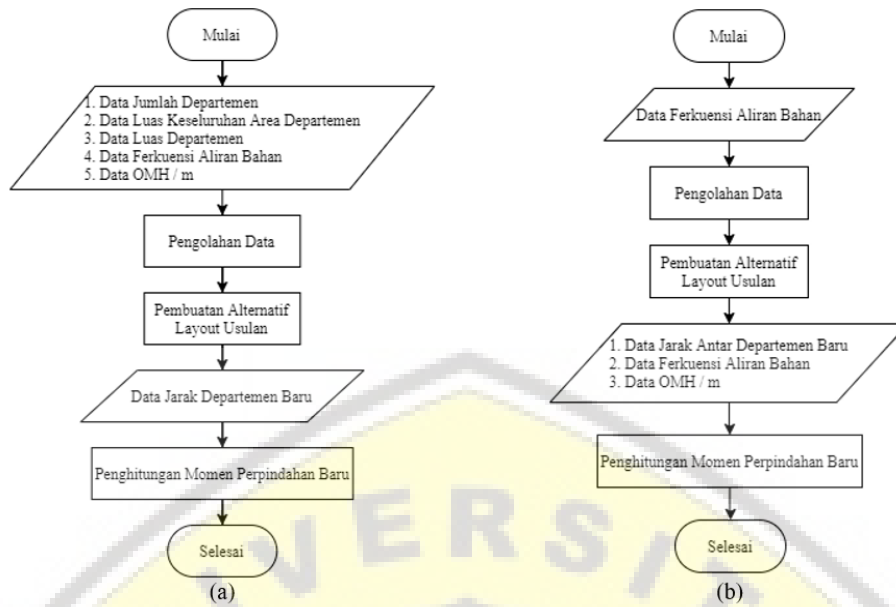 Mulai
1. Data Jumlah Departemen
2. Data Luas Keseluruhan Area Departemen
3. Data Luas Departemen
4. Data Ferkuensi Aliran Bahan
5. Data OMH / m
Pengolahan Data
Pembuatan Alternatif
Layout Usulan
Data Jarak Departemen Baru
Penghitungan Momen Perpindahan Baru
Selesai
(a)
Mulai
Data Ferkuensi Aliran Bahan
Pengolahan Data
Pembuatan Alternatif
Layout Usulan
1. Data Jarak Antar Departemen Baru
2. Data Ferkuensi Aliran Bahan
3. Data OMH / m
Penghitungan Momen Perpindahan Baru
Selesai
(b)
IVERSIT